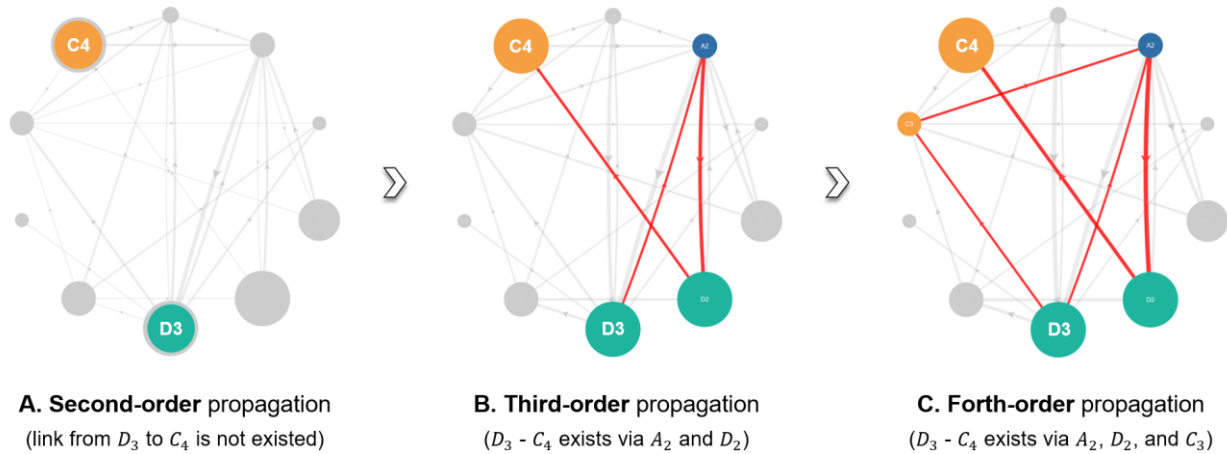 C4
D3
C4
A2
D3
D2
C4
A2
C3
D3
D2
A. Second-order propagation
(link from D₃ to C₄ is not existed)
B. Third-order propagation
(D₃ - C₄ exists via A₂ and D₂)
C. Forth-order propagation
(D₃ - C₄ exists via A₂, D₂, and C₃)